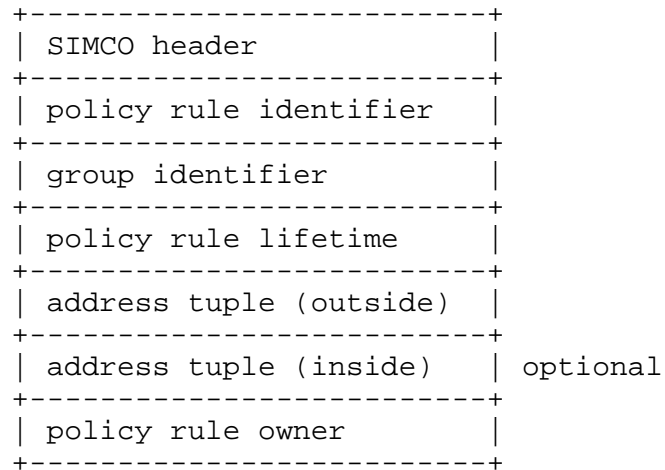 +--------------------------+
| SIMCO header             |
+--------------------------+
| policy rule identifier   |
+--------------------------+
| group identifier         |
+--------------------------+
| policy rule lifetime     |
+--------------------------+
| address tuple (outside)  |
+--------------------------+
| address tuple (inside)   | optional
+--------------------------+
| policy rule owner        |
+--------------------------+